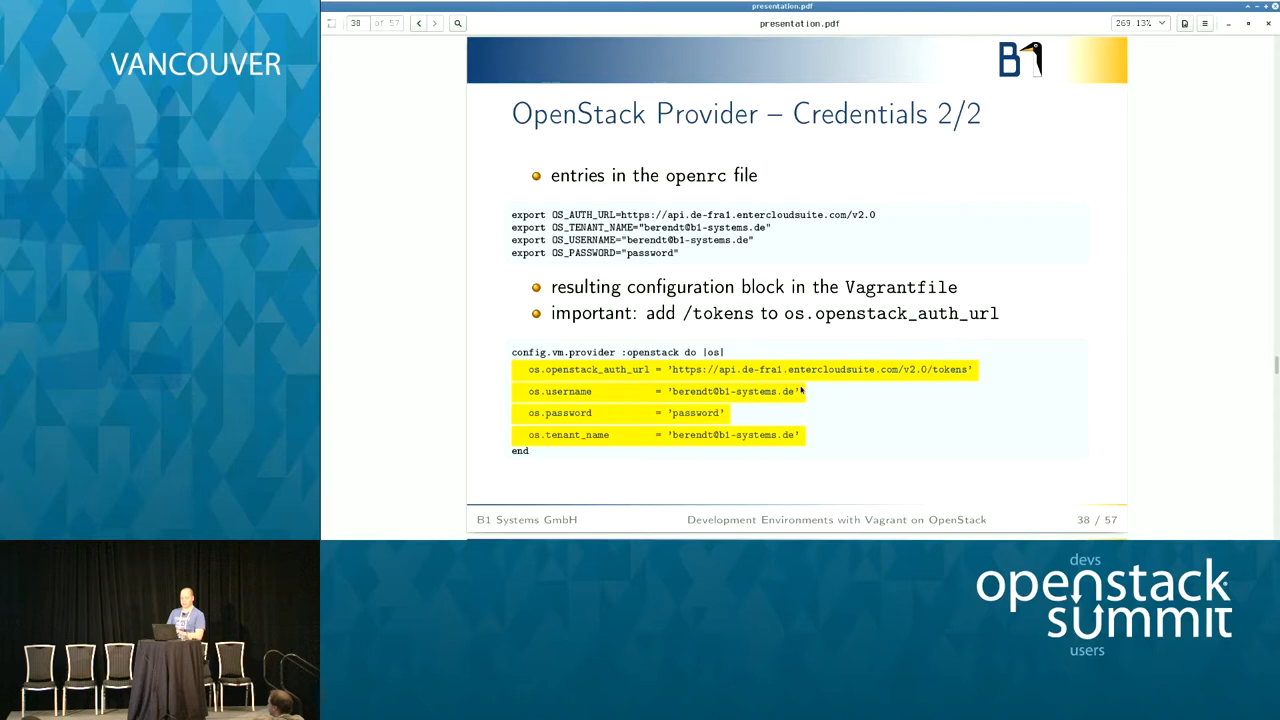 VANCOUVER
presentation.pdf
38 of 57
presentation.pdf
269.13%
B1
OpenStack Provider – Credentials 2/2
entries in the openrc file
export OS_AUTH_URL=https://api.de-fra1.entercloudsuite.com/v2.0
export OS_TENANT_NAME="berendt@b1-systems.de"
export OS_USERNAME="berendt@b1-systems.de"
export OS_PASSWORD="password"
resulting configuration block in the Vagrantfile
important: add /tokens to os.openstack_auth_url
config.vm.provider :openstack do |os|
os.openstack_auth_url = 'https://api.de-fra1.entercloudsuite.com/v2.0/tokens'
os.username = 'berendt@b1-systems.de'
os.password = 'password'
os.tenant_name = 'berendt@b1-systems.de'
end
B1 Systems GmbH Development Environments with Vagrant on OpenStack 38 / 57
devs
openstack
summit
users